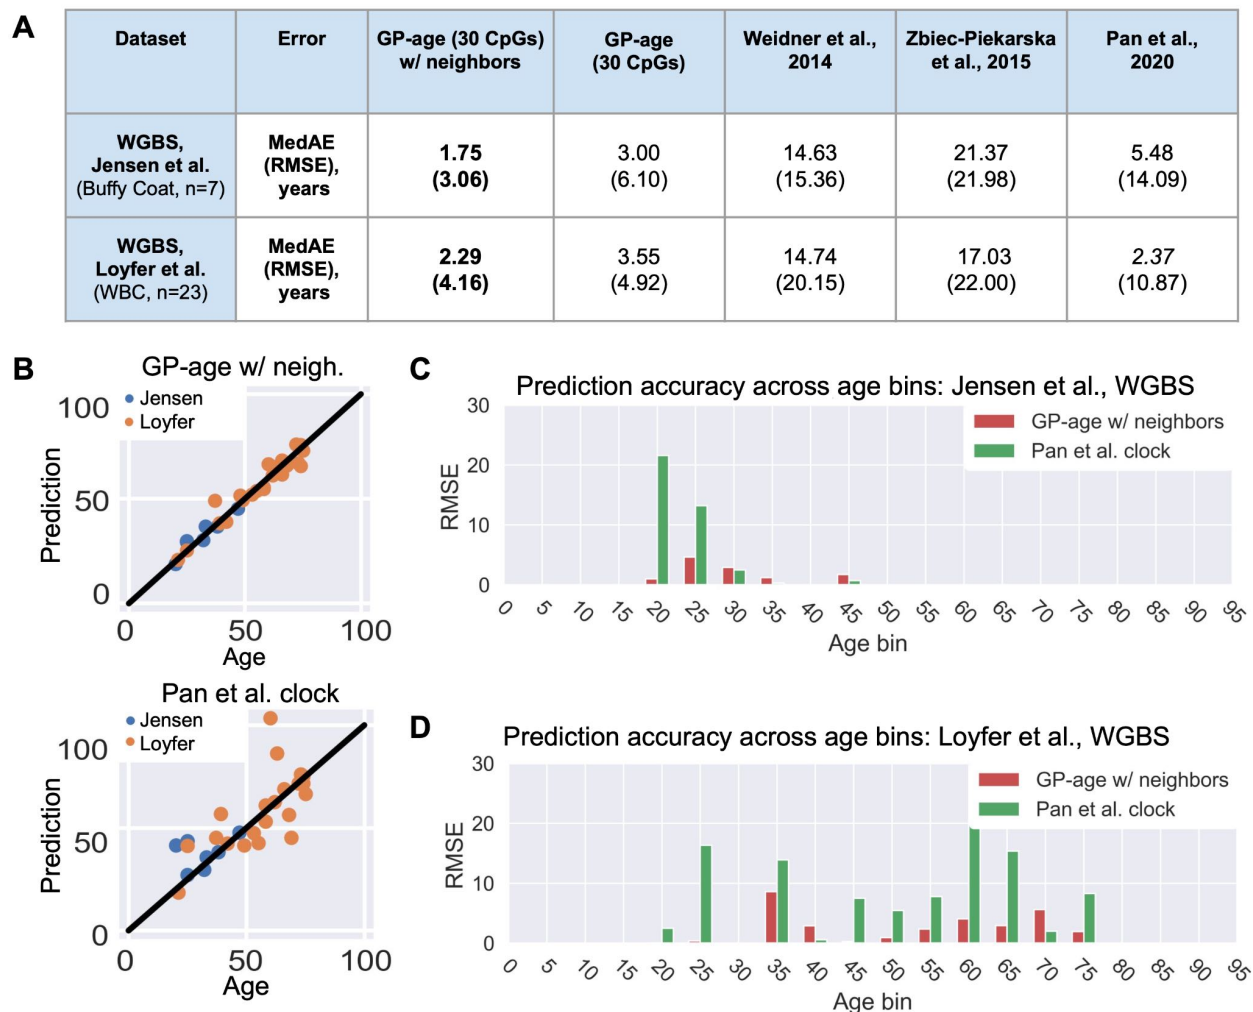 A
Dataset
Error
GP-age (30 CpGs)
w/ neighbors
GP-age
(30 CpGs)
Weidner et al.,
2014
Zbiec-Piekarska
et al., 2015
Pan et al.,
2020
WGBS,
Jensen et al.
(Buffy Coat, n=7)
MedAE
(RMSE),
years
1.75
(3.06)
3.00
(6.10)
14.63
(15.36)
21.37
(21.98)
5.48
(14.09)
WGBS,
Loyfer et al.
(WBC, n=23)
MedAE
(RMSE),
years
2.29
(4.16)
3.55
(4.92)
14.74
(20.15)
17.03
(22.00)
2.37
(10.87)
B
GP-age w/ neigh.
Jensen
Loyfer
100
50
0
Prediction
0 50 100
Age
Pan et al. clock
Jensen
Loyfer
100
50
0
Prediction
0 50 100
Age
C
Prediction accuracy across age bins: Jensen et al., WGBS
GP-age w/ neighbors
Pan et al. clock
30
20
10
0
RMSE
0 5 10 15 20 25 30 35 40 45 50 55 60 65 70 75 80 85 90 95
Age bin
D
Prediction accuracy across age bins: Loyfer et al., WGBS
GP-age w/ neighbors
Pan et al. clock
30
20
10
0
RMSE
0 5 10 15 20 25 30 35 40 45 50 55 60 65 70 75 80 85 90 95
Age bin